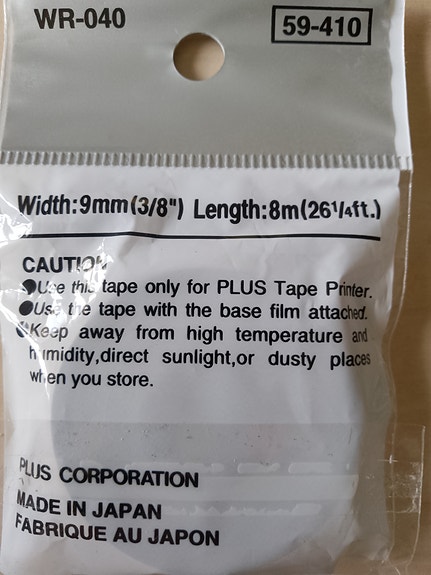 WR-040 59-410
Width:9mm(3/8") Length:8m(26¼ft.)
CAUTION
●Use this tape only for PLUS Tape Printer.
●Use the tape with the base film attached.
●Keep away from high temperature and
humidity,direct sunlight,or dusty places
when you store.
PLUS CORPORATION
MADE IN JAPAN
FABRIQUE AU JAPON